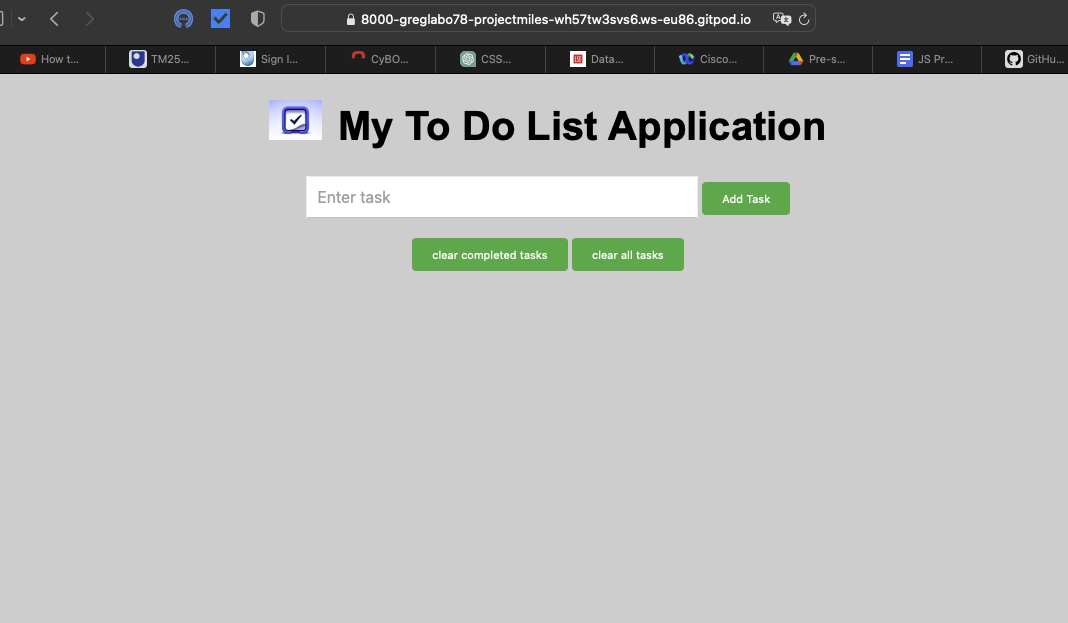 8000-greglabo78-projectmiles-wh57tw3svs6.ws-eu86.gitpod.io
How t... TM25... Sign I... CyBO... CSS... Data... Cisco... Pre-s... JS Pr... GitHu...
My To Do List Application
Enter task Add Task
clear completed tasks clear all tasks